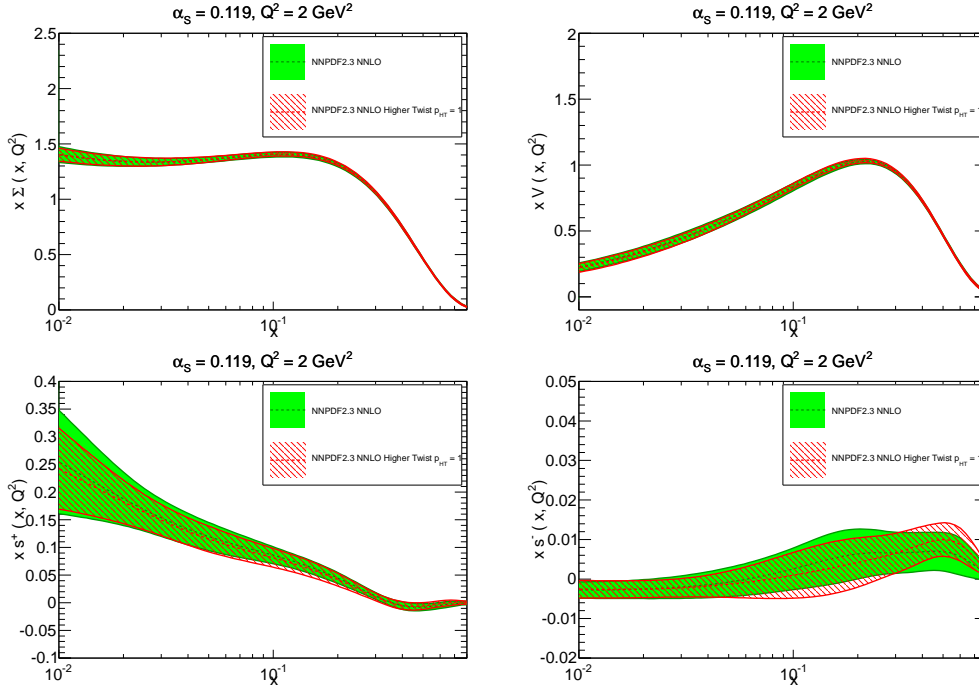 α_S = 0.119, Q² = 2 GeV²
2.5
2
1.5
1
0.5
0
x Σ ( x, Q²)
NNPDF2.3 NNLO
NNPDF2.3 NNLO Higher Twist p_HT = 1
10⁻²
10⁻¹
x
α_S = 0.119, Q² = 2 GeV²
2
1.5
1
0.5
0
x V ( x, Q²)
NNPDF2.3 NNLO
NNPDF2.3 NNLO Higher Twist p_HT = 1
10⁻²
10⁻¹
x
α_S = 0.119, Q² = 2 GeV²
0.4
0.35
0.3
0.25
0.2
0.15
0.1
0.05
0
-0.05
-0.1
x s⁺ ( x, Q²)
NNPDF2.3 NNLO
NNPDF2.3 NNLO Higher Twist p_HT = 1
10⁻²
10⁻¹
x
α_S = 0.119, Q² = 2 GeV²
0.05
0.04
0.03
0.02
0.01
0
-0.01
-0.02
x s⁻ ( x, Q²)
NNPDF2.3 NNLO
NNPDF2.3 NNLO Higher Twist p_HT = 1
10⁻²
10⁻¹
x